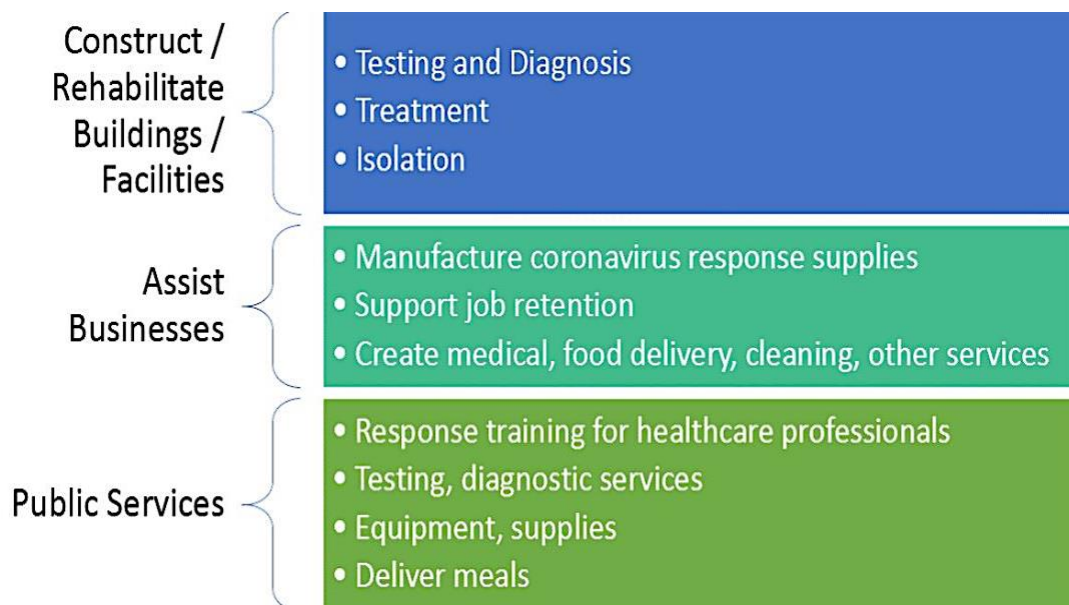 Construct /
Rehabilitate
Buildings /
Facilities
• Testing and Diagnosis
• Treatment
• Isolation
Assist
Businesses
• Manufacture coronavirus response supplies
• Support job retention
• Create medical, food delivery, cleaning, other services
Public Services
• Response training for healthcare professionals
• Testing, diagnostic services
• Equipment, supplies
• Deliver meals